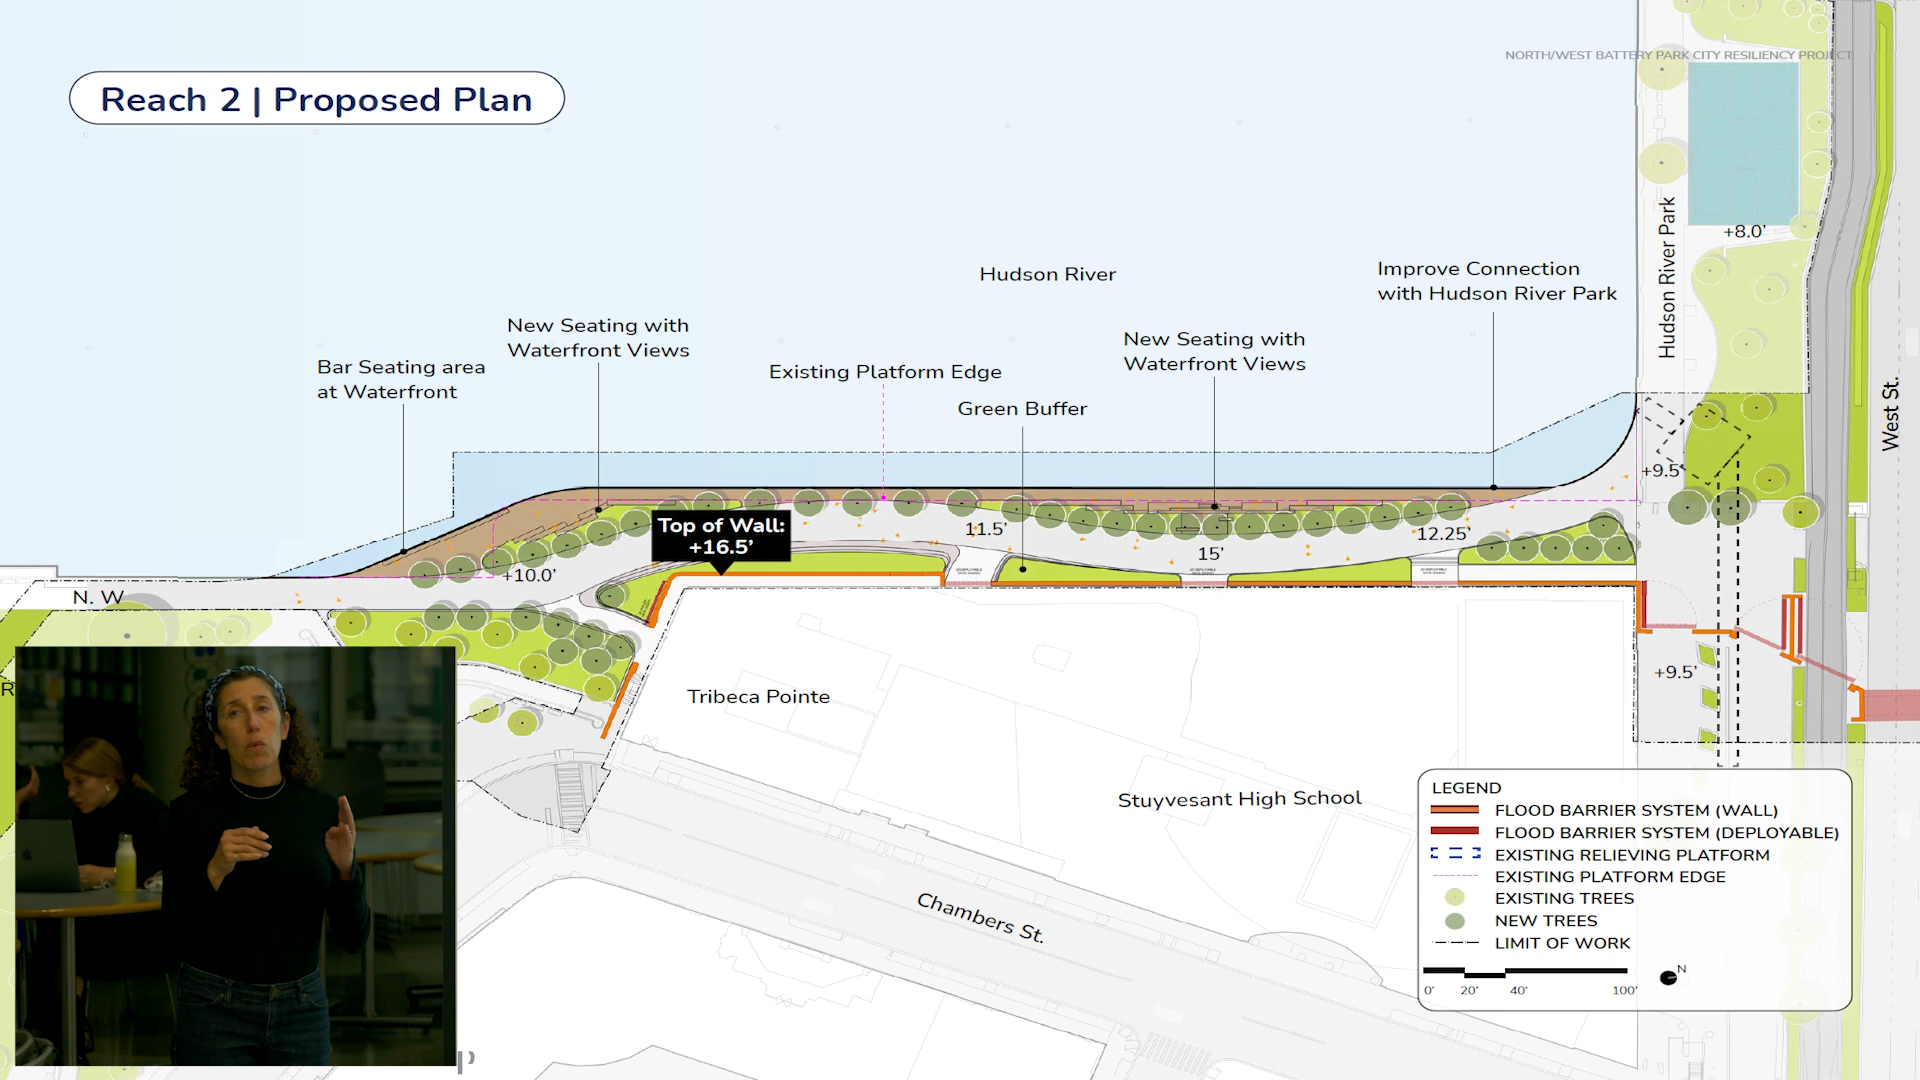 NORTH/WEST BATTERY PARK CITY RESILIENCY PROJECT
Reach 2 | Proposed Plan
Hudson River Park
+8.0'
Hudson River
Improve Connection
with Hudson River Park
New Seating with
Waterfront Views
New Seating with
Waterfront Views
Bar Seating area
at Waterfront
Existing Platform Edge
Green Buffer
West St.
+9.5'
Top of Wall:
+16.5'
11.5'
12.25'
15'
+10.0'
N. W
R
+9.5'
Tribeca Pointe
Stuyvesant High School
Chambers St.
LEGEND
FLOOD BARRIER SYSTEM (WALL)
FLOOD BARRIER SYSTEM (DEPLOYABLE)
EXISTING RELIEVING PLATFORM
EXISTING PLATFORM EDGE
EXISTING TREES
NEW TREES
LIMIT OF WORK
N
0' 20' 40' 100'